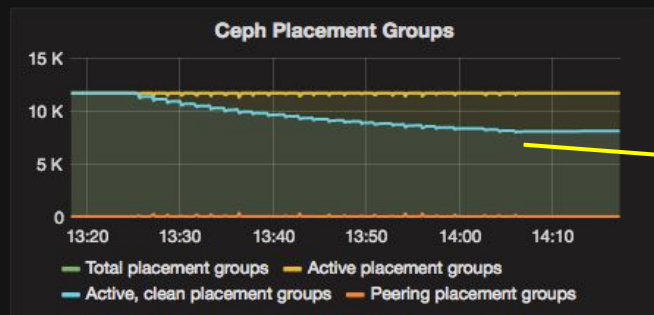 Ceph Placement Groups
15 K
10 K
5 K
0
13:20 13:30 13:40 13:50 14:00 14:10
Total placement groups Active placement groups
Active, clean placement groups Peering placement groups